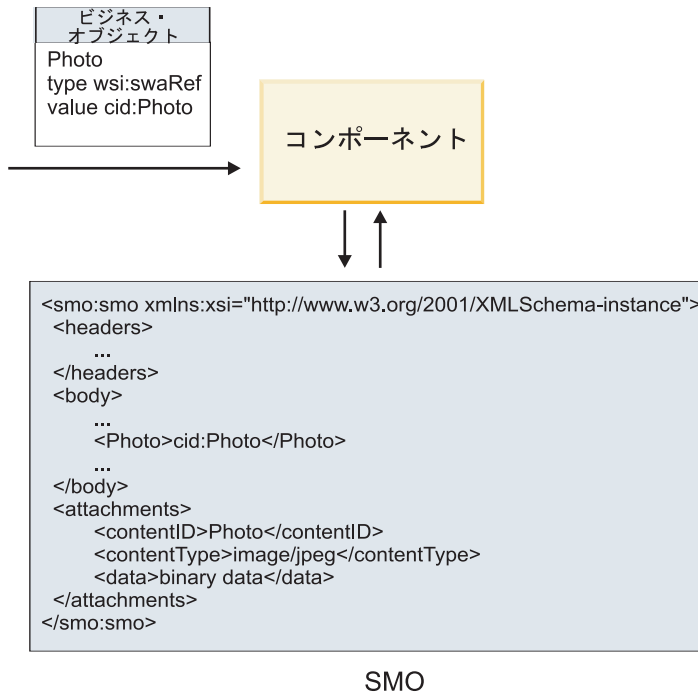 ビジネス・
オブジェクト
Photo
type wsi:swaRef
value cid:Photo
コンポーネント
<smo:smo xmlns:xsi="http://www.w3.org/2001/XMLSchema-instance">
<headers>
...
</headers>
<body>
...
<Photo>cid:Photo</Photo>
...
</body>
<attachments>
<contentID>Photo</contentID>
<contentType>image/jpeg</contentType>
<data>binary data</data>
</attachments>
</smo:smo>
SMO